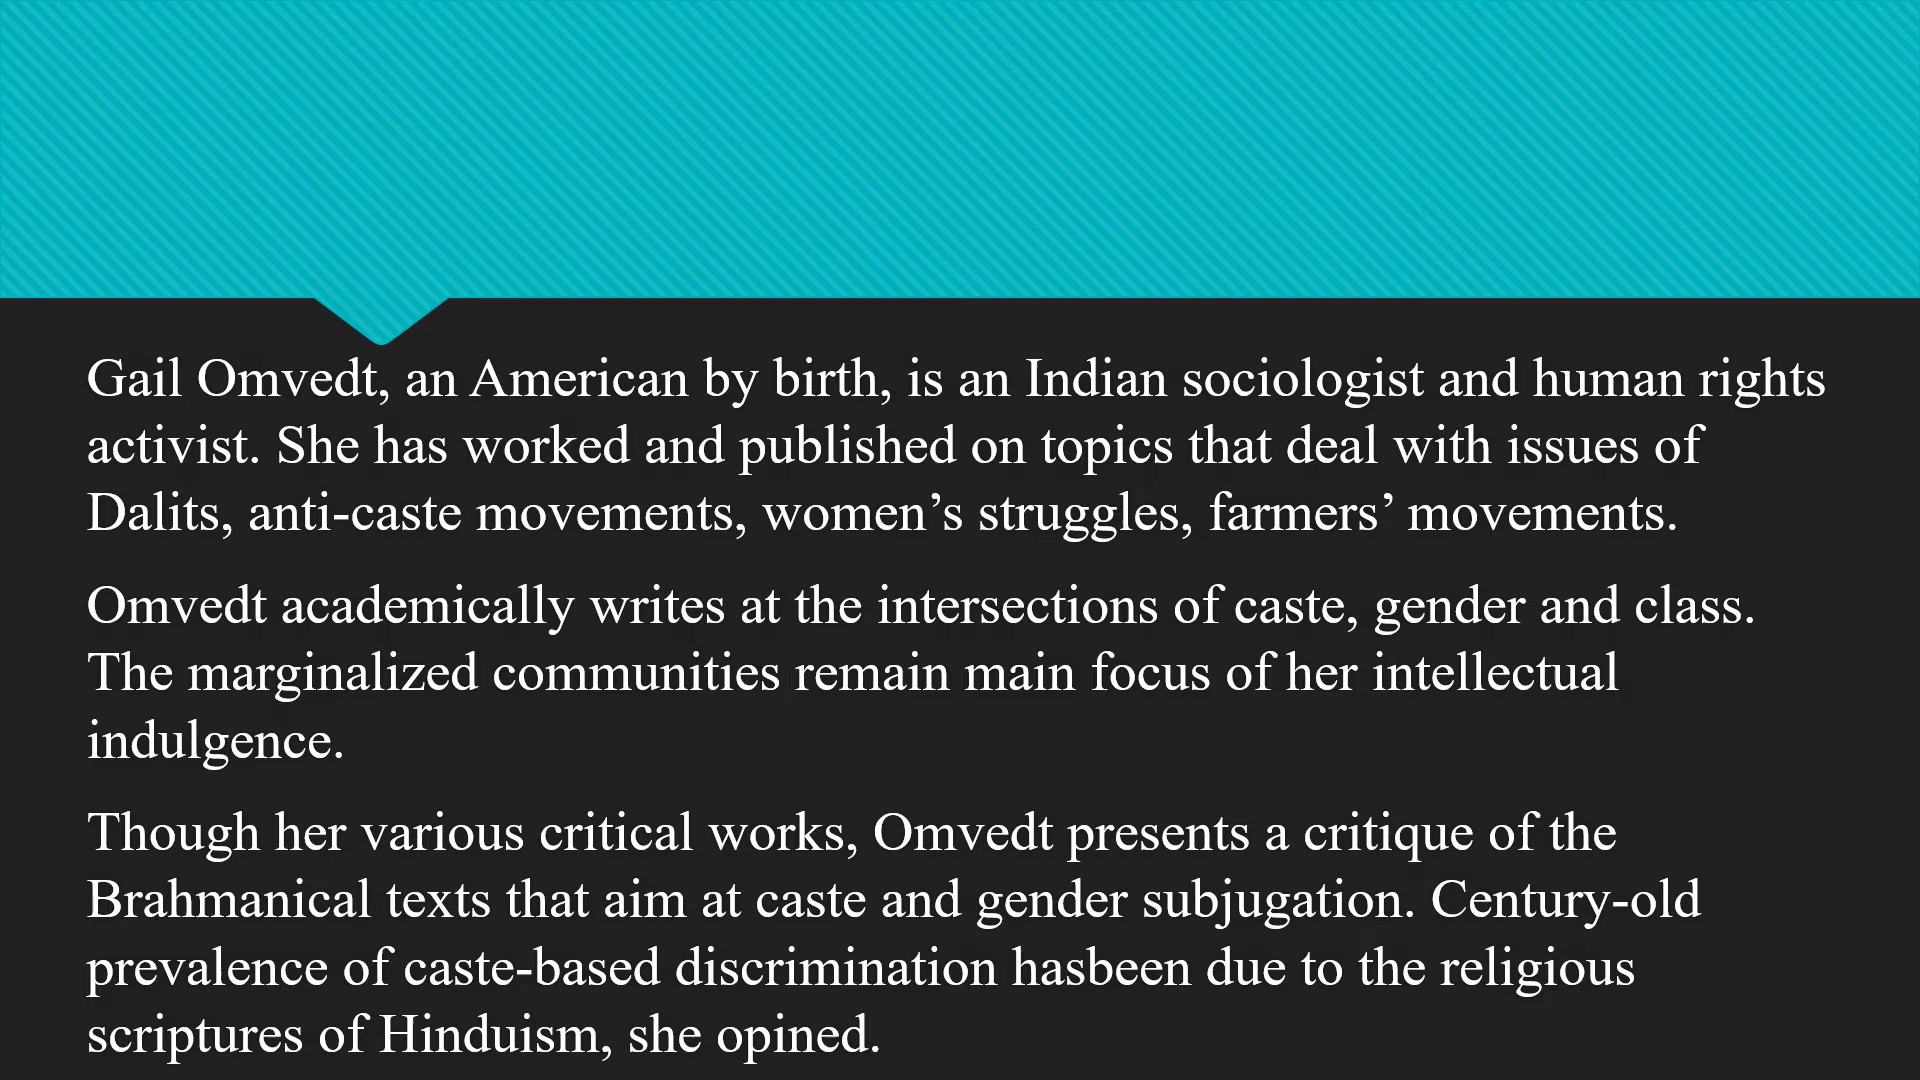 Gail Omvedt, an American by birth, is an Indian sociologist and human rights
activist. She has worked and published on topics that deal with issues of
Dalits, anti-caste movements, women’s struggles, farmers’ movements.
Omvedt academically writes at the intersections of caste, gender and class.
The marginalized communities remain main focus of her intellectual
indulgence.
Though her various critical works, Omvedt presents a critique of the
Brahmanical texts that aim at caste and gender subjugation. Century-old
prevalence of caste-based discrimination hasbeen due to the religious
scriptures of Hinduism, she opined.